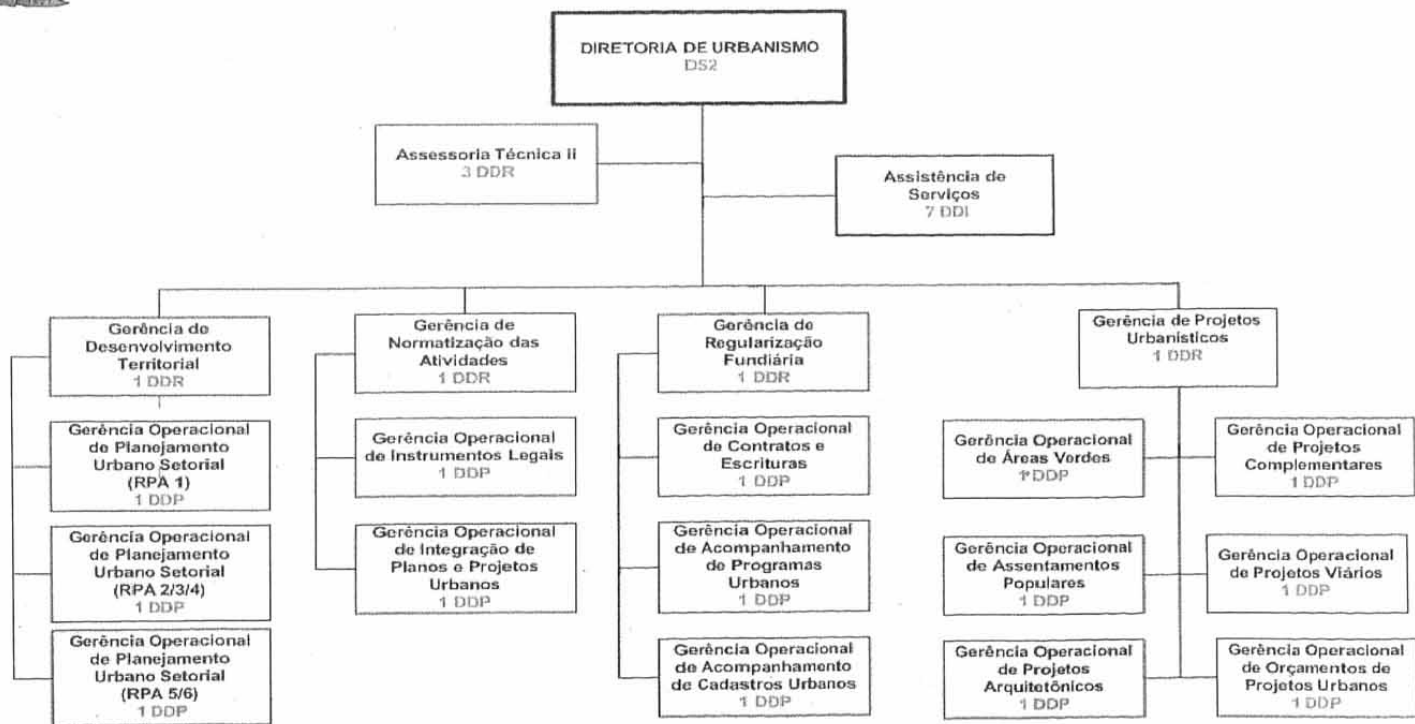 DIRETORIA DE URBANISMO
DS2
Assessoria Técnica II
3 DDR
Assistência de
Serviços
7 DDI
Gerência de
Desenvolvimento
Territorial
1 DDR
Gerência de
Normatização das
Atividades
1 DDR
Gerência de
Regularização
Fundiária
1 DDR
Gerência de Projetos
Urbanísticos
1 DDR
Gerência Operacional
de Planejamento
Urbano Setorial
(RPA 1)
1 DDP
Gerência Operacional
de Planejamento
Urbano Setorial
(RPA 2/3/4)
1 DDP
Gerência Operacional
de Planejamento
Urbano Setorial
(RPA 5/6)
1 DDP
Gerência Operacional
de Instrumentos Legais
1 DDP
Gerência Operacional
de Integração de
Planos e Projetos
Urbanos
1 DDP
Gerência Operacional
de Contratos e
Escrituras
1 DDP
Gerência Operacional
de Acompanhamento
de Programas
Urbanos
1 DDP
Gerência Operacional
de Acompanhamento
de Cadastros Urbanos
1 DDP
Gerência Operacional
de Áreas Verdes
1 DDP
Gerência Operacional
de Assentamentos
Populares
1 DDP
Gerência Operacional
de Projetos
Arquitetônicos
1 DDP
Gerência Operacional
de Projetos
Complementares
1 DDP
Gerência Operacional
de Projetos Viários
1 DDP
Gerência Operacional
de Orçamentos de
Projetos Urbanos
1 DDP